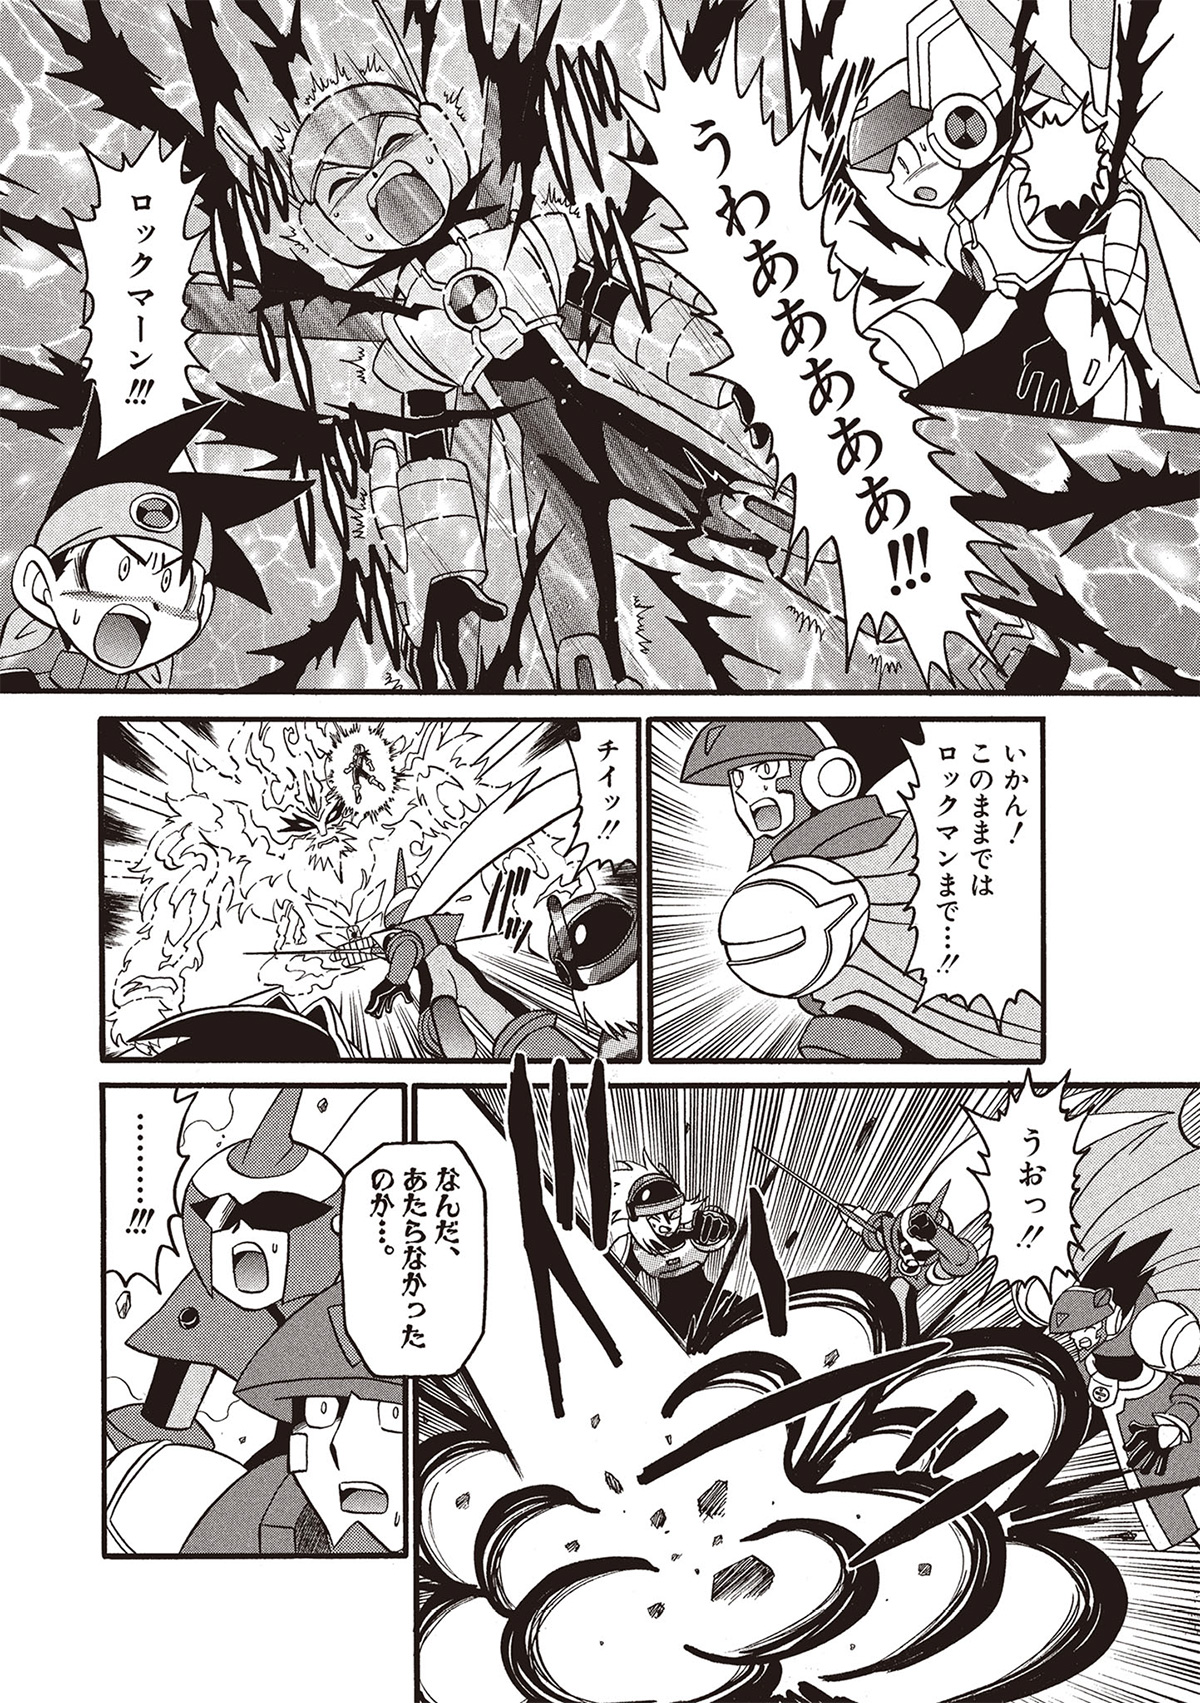 うわあああああ!!!
ロックマーン!!!
いかん!
このままでは
ロックマンまで…!!
チイッ!!
うおっ!!
なんだ、
あたらなかった
のか…。
………!!!